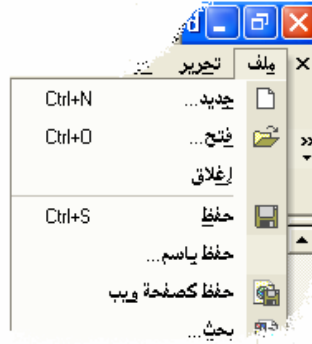 ملف تحرير
جديد... Ctrl+N
فتح... Ctrl+O
إغلاق
حفظ Ctrl+S
حفظ باسم...
حفظ كصفحة ويب
بحث...